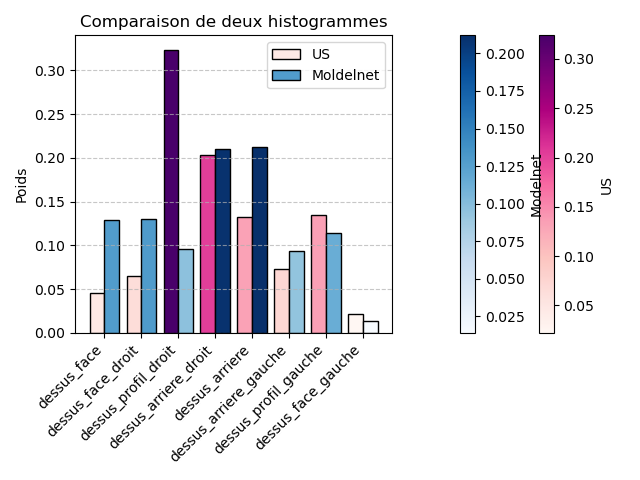 Comparaison de deux histogrammes
US
Moldelnet
Poids
0.30
0.25
0.20
0.15
0.10
0.05
0.00
dessus_face
dessus_face_droit
dessus_profil_droit
dessus_arriere_droit
dessus_arriere
dessus_arriere_gauche
dessus_profil_gauche
dessus_face_gauche
0.200
0.175
0.150
0.125
0.100
0.075
0.050
0.025
Modelnet
0.30
0.25
0.20
0.15
0.10
0.05
US